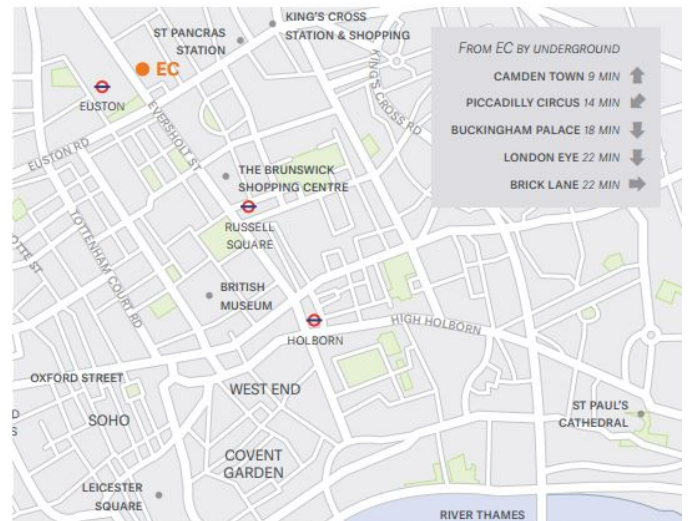 KING'S CROSS
STATION & SHOPPING
ST PANCRAS
STATION
EC
EUSTON
EUSTON RD
EVERSHOLT ST
KING'S CROSS RD
FROM EC BY UNDERGROUND
CAMDEN TOWN 9 MIN
PICCADILLY CIRCUS 14 MIN
BUCKINGHAM PALACE 18 MIN
LONDON EYE 22 MIN
BRICK LANE 22 MIN
THE BRUNSWICK
SHOPPING CENTRE
RUSSELL
SQUARE
TOTTENHAM COURT RD
BRITISH
MUSEUM
HOLBORN
HIGH HOLBORN
OXFORD STREET
WEST END
SOHO
ST PAUL'S
CATHEDRAL
COVENT
GARDEN
LEICESTER
SQUARE
RIVER THAMES